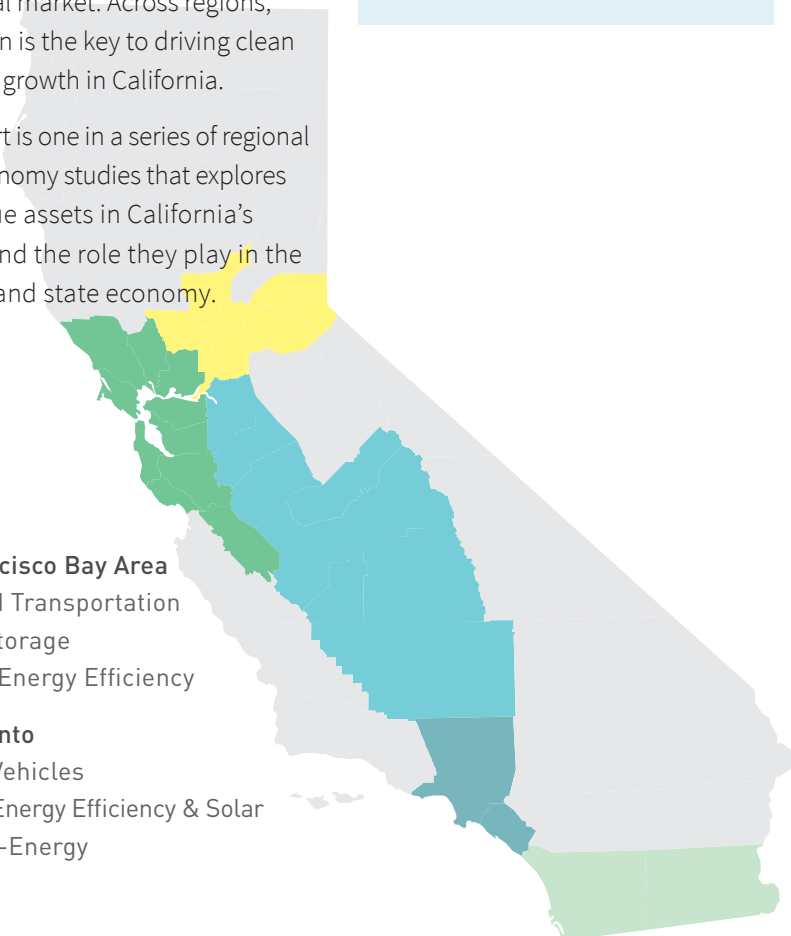 al market. Across regions,
n is the key to driving clean
growth in California.
rt is one in a series of regional
nomy studies that explores
ue assets in California’s
nd the role they play in the
and state economy.
cisco Bay Area
d Transportation
torage
Energy Efficiency
nto
Vehicles
Energy Efficiency & Solar
-Energy